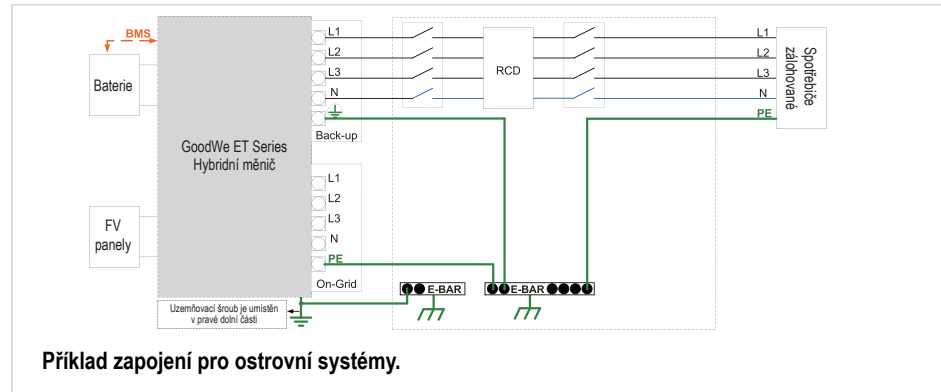 BMS
Baterie
FV
panely
GoodWe ET Series
Hybridní měnič
L1
L2
L3
N
Back-up
L1
L2
L3
N
PE
On-Grid
RCD
L1
L2
L3
N
PE
Spotřebiče
zálohované
E-BAR
E-BAR
Uzemňovací šroub je umístěn
v pravé dolní části
Příklad zapojení pro ostrovní systémy.